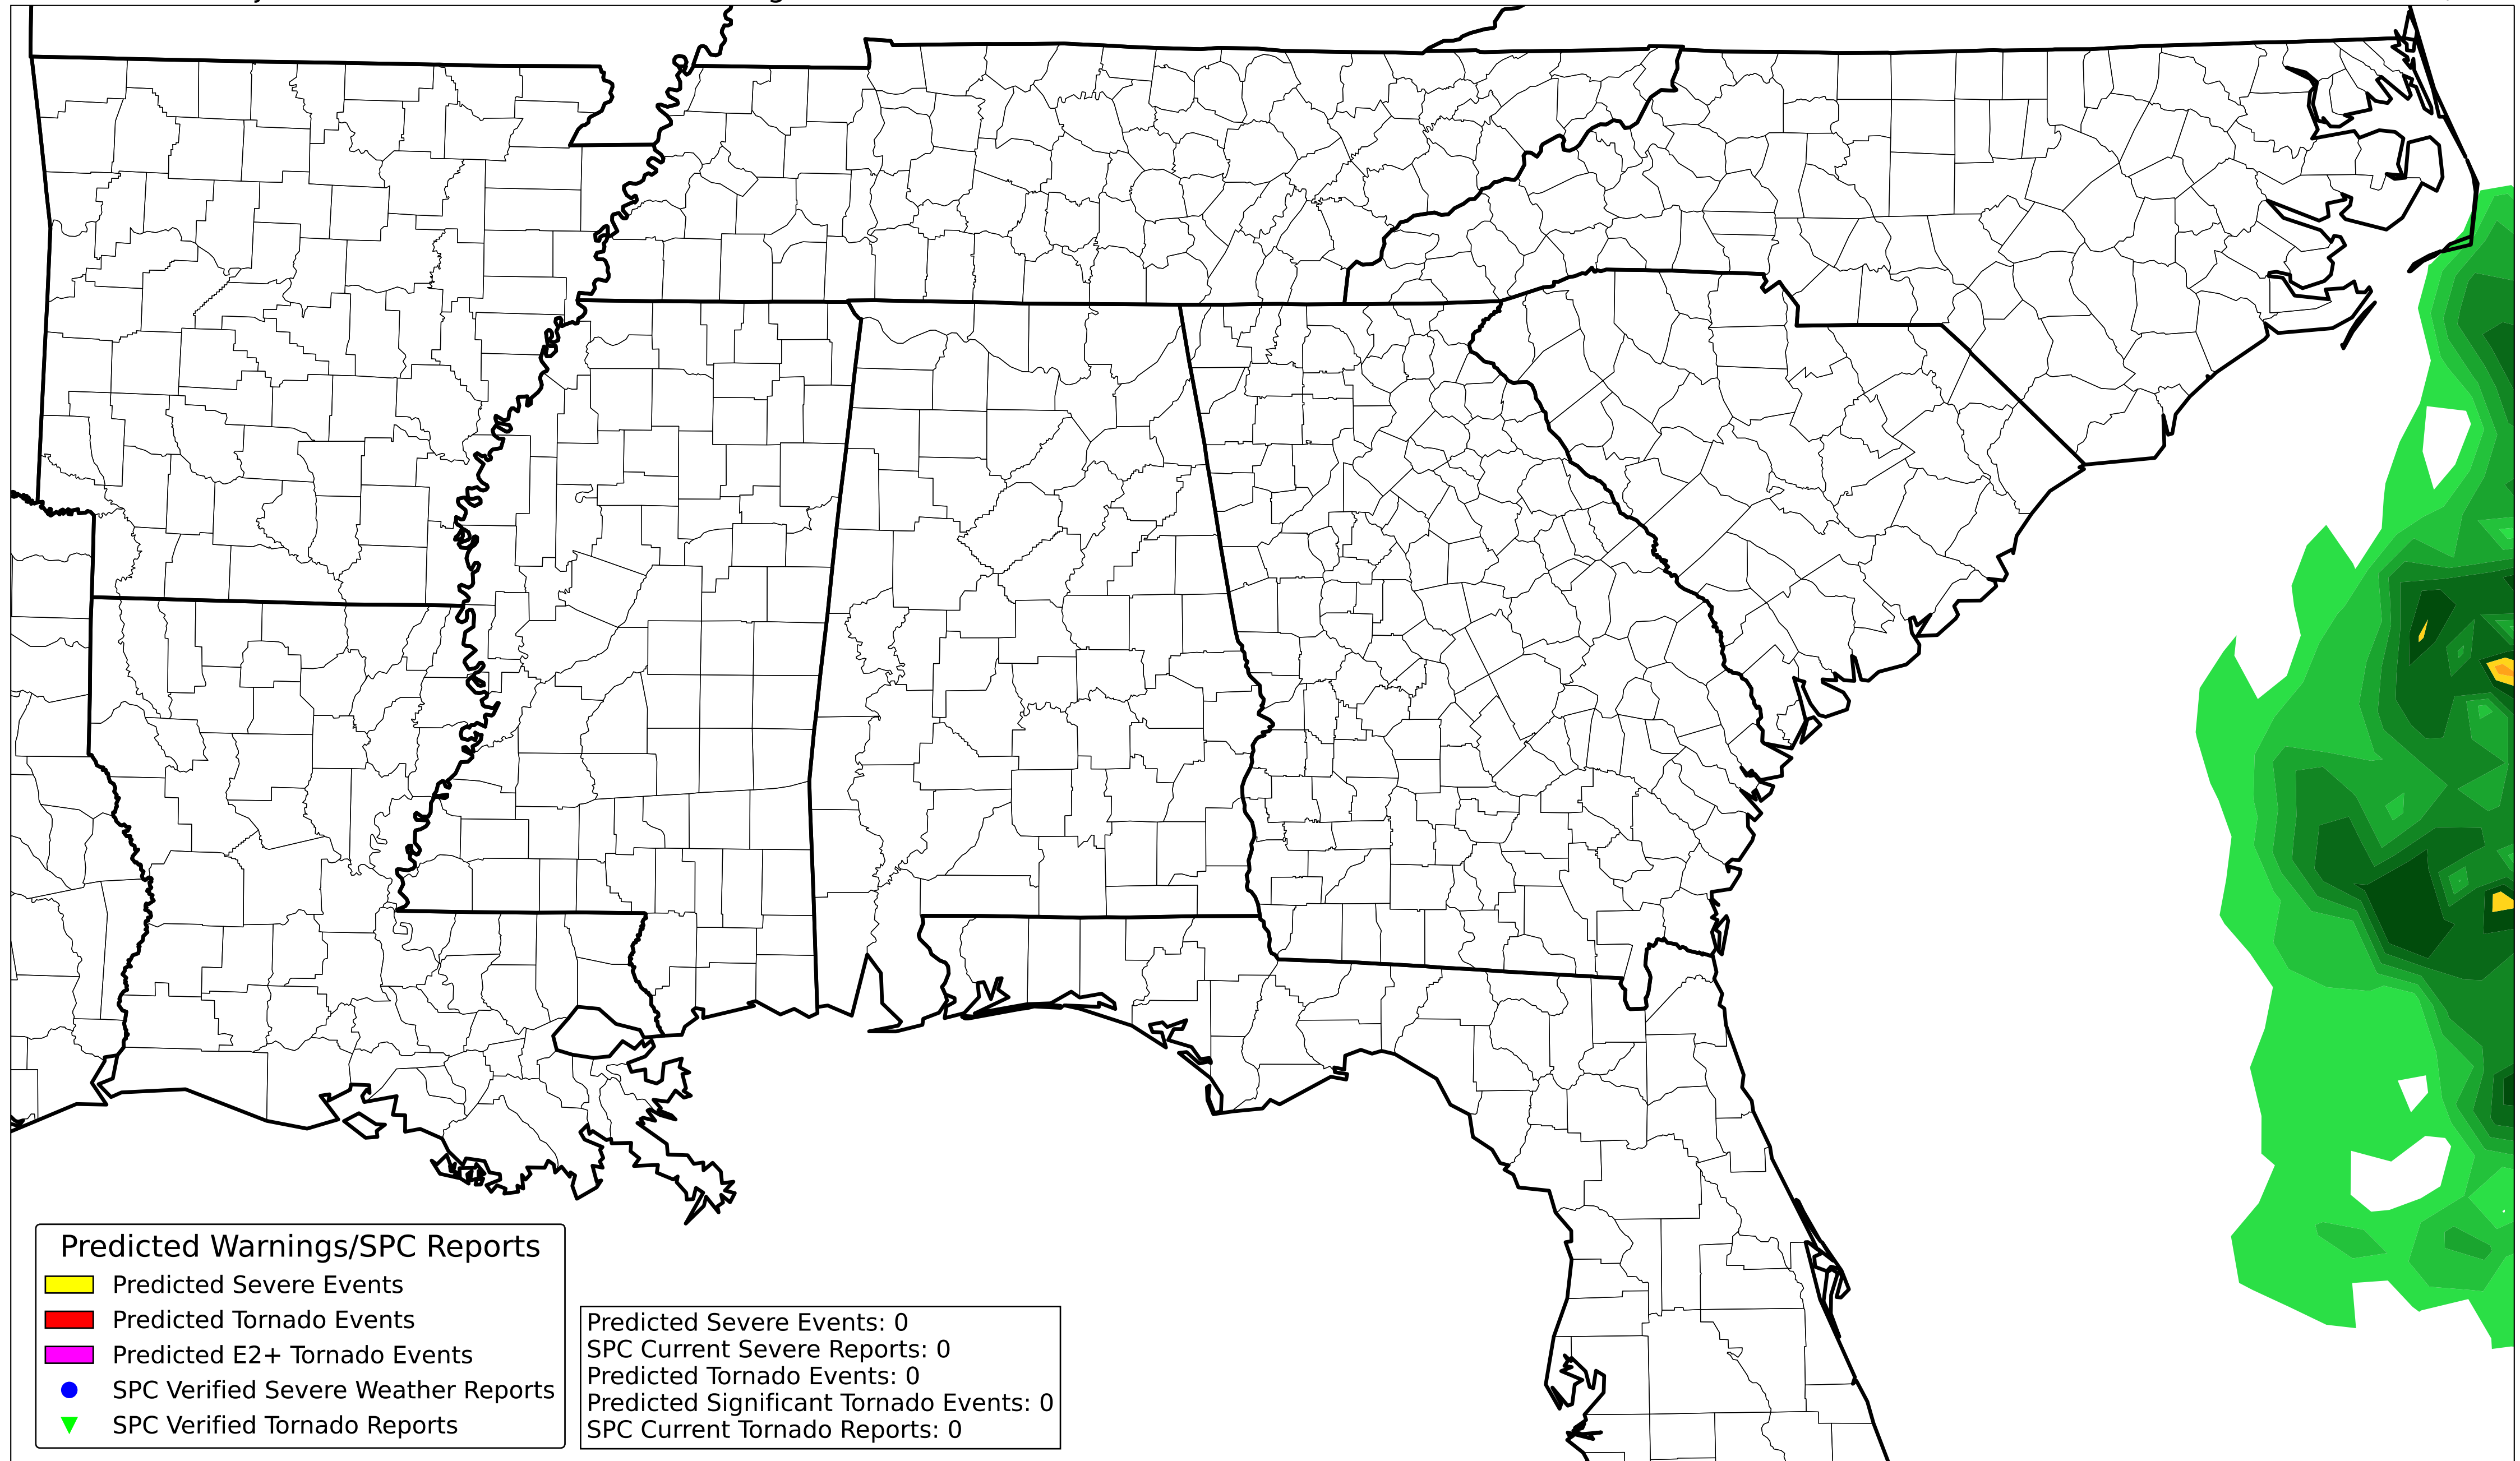 Predicted Warnings/SPC Reports
Predicted Severe Events
Predicted Tornado Events
Predicted E2+ Tornado Events
SPC Verified Severe Weather Reports
SPC Verified Tornado Reports
Predicted Severe Events: 0
SPC Current Severe Reports: 0
Predicted Tornado Events: 0
Predicted Significant Tornado Events: 0
SPC Current Tornado Reports: 0